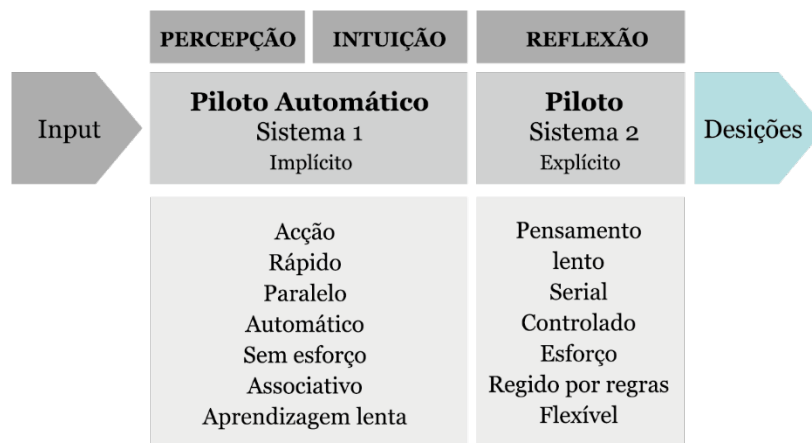 PERCEPÇÃO
INTUIÇÃO
REFLEXÃO
Input
Piloto Automático
Sistema 1
Implícito
Piloto
Sistema 2
Explícito
Desições
Acção
Rápido
Paralelo
Automático
Sem esforço
Associativo
Aprendizagem lenta
Pensamento
lento
Serial
Controlado
Esforço
Regido por regras
Flexível